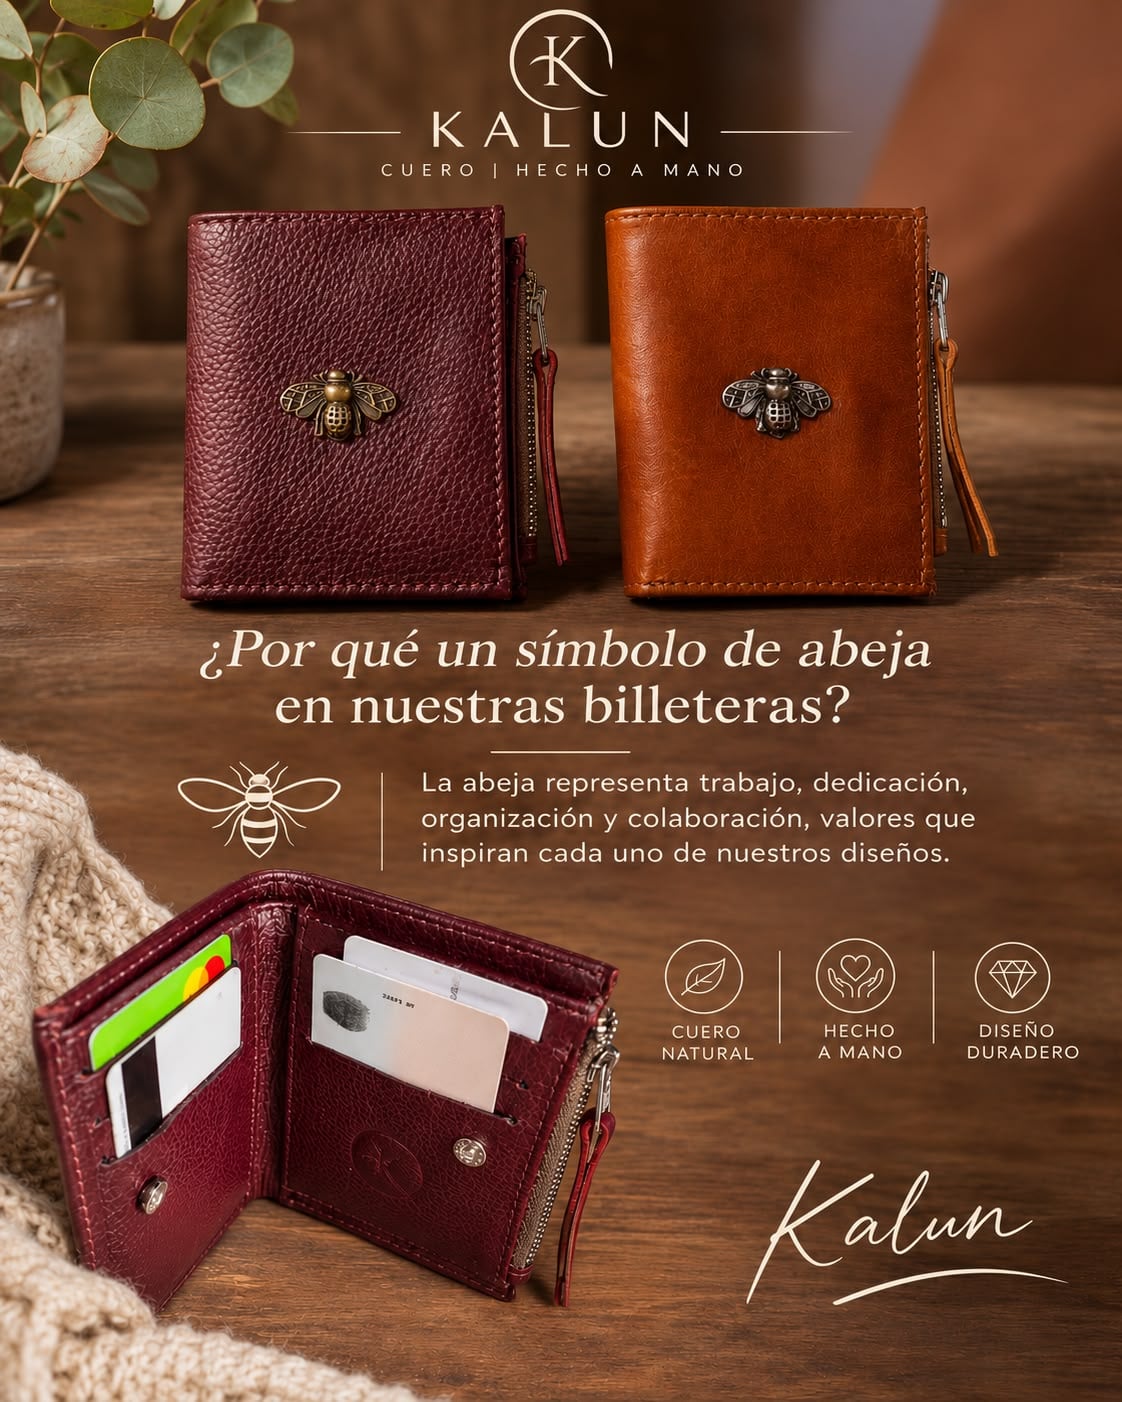 K
KALUN
CUERO | HECHO A MANO
¿Por qué un símbolo de abeja
en nuestras billeteras?
La abeja representa trabajo, dedicación,
organización y colaboración, valores que
inspiran cada uno de nuestros diseños.
CUERO
NATURAL
HECHO
A MANO
DISEÑO
DURADERO
K
Kalun